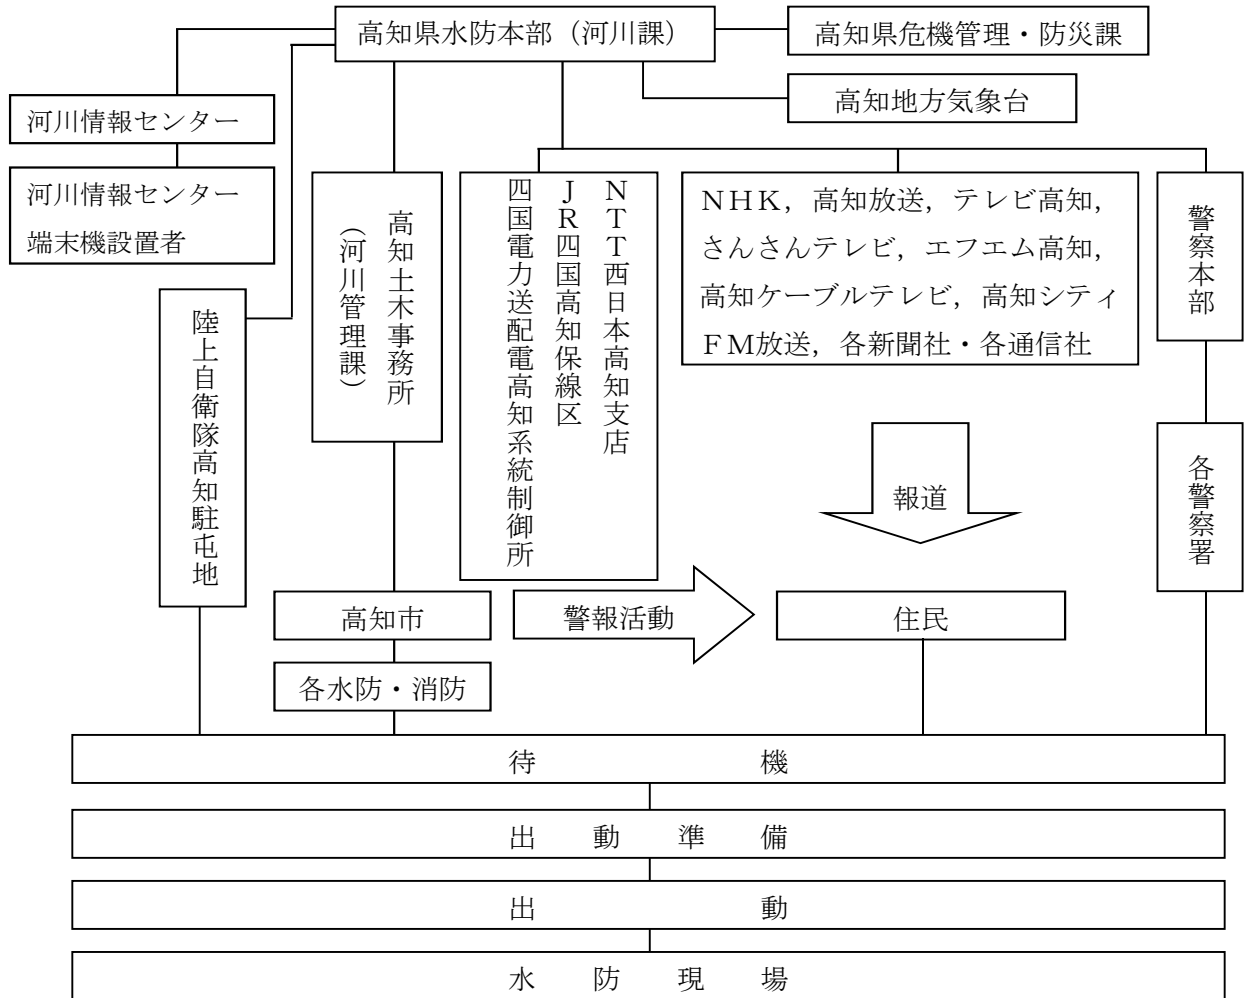 高知県水防本部（河川課）
高知県危機管理・防災課
高知地方気象台
河川情報センター
河川情報センター
端末機設置者
陸上自衛隊高知駐屯地
高知土木事務所
（河川管理課）
ＮＴＴ西日本高知支店
ＪＲ四国高知保線区
四国電力送配電高知系統制御所
ＮＨＫ，高知放送，テレビ高知，
さんさんテレビ，エフエム高知，
高知ケーブルテレビ，高知シティ
ＦＭ放送，各新聞社・各通信社
警察本部
各警察署
報道
高知市
警報活動
住民
各水防・消防
待機
出動準備
出動
水防現場